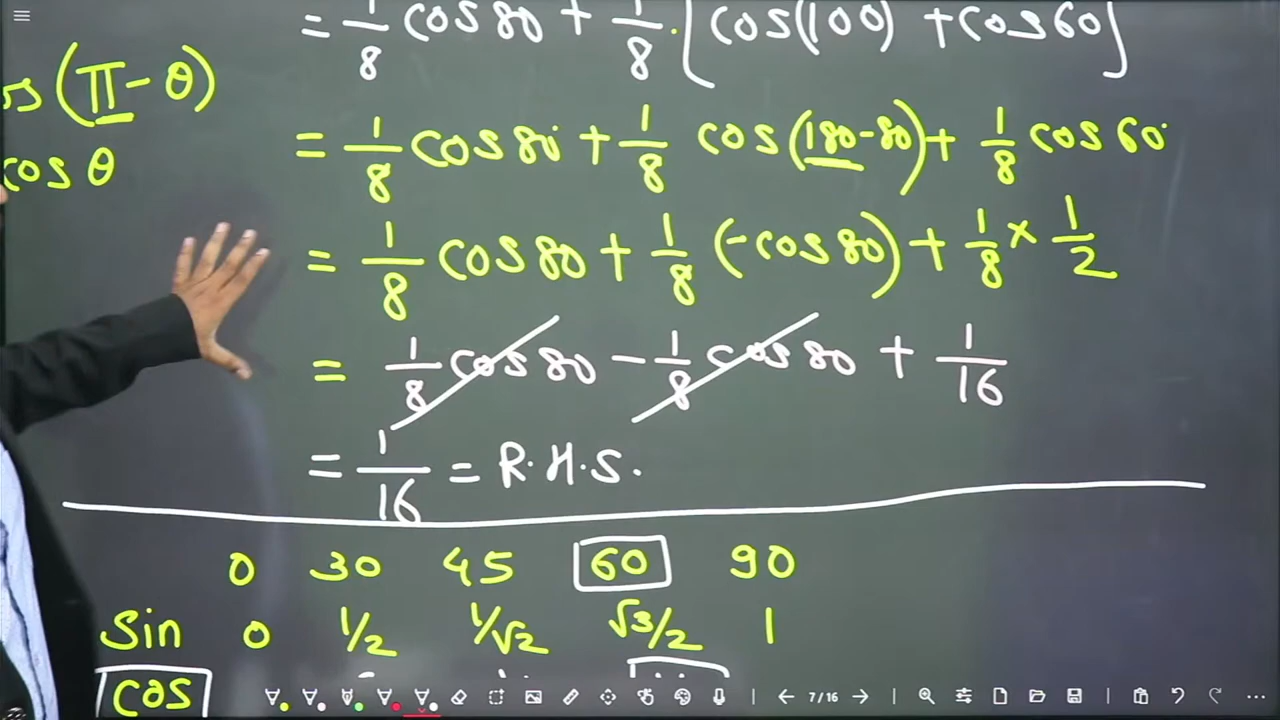 = 1/8 cos 80 + 1/8 · [cos(100) + cos 60]
os (π - θ)
cos θ
= 1/8 cos 80 + 1/8 cos (180-80) + 1/8 cos 60
= 1/8 cos 80 + 1/8 (-cos 80) + 1/8 × 1/2
= 1/8 cos 80 - 1/8 cos 80 + 1/16
= 1/16 = R.H.S.
0 30 45 60 90
Sin 0 1/2 1/√2 √3/2 1
cos
7/16